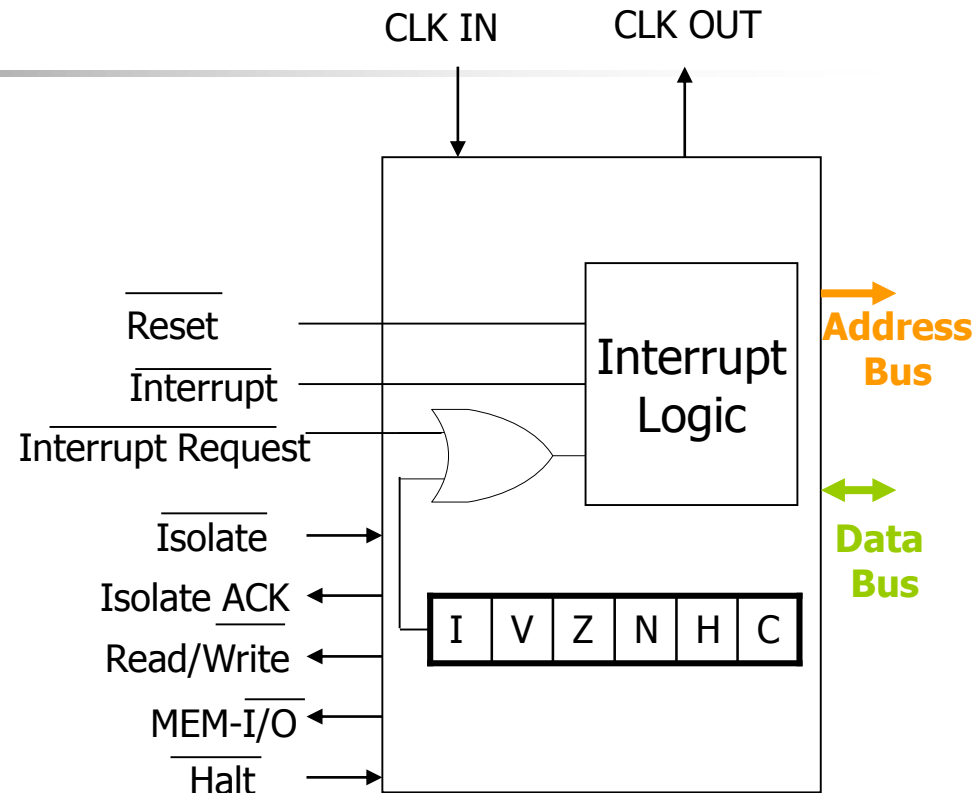 CLK IN
CLK OUT
Reset
Interrupt
Interrupt Request
Isolate
Isolate ACK
Read/Write
MEM-I/O
Halt
Interrupt
Logic
I V Z N H C
Address
Bus
Data
Bus